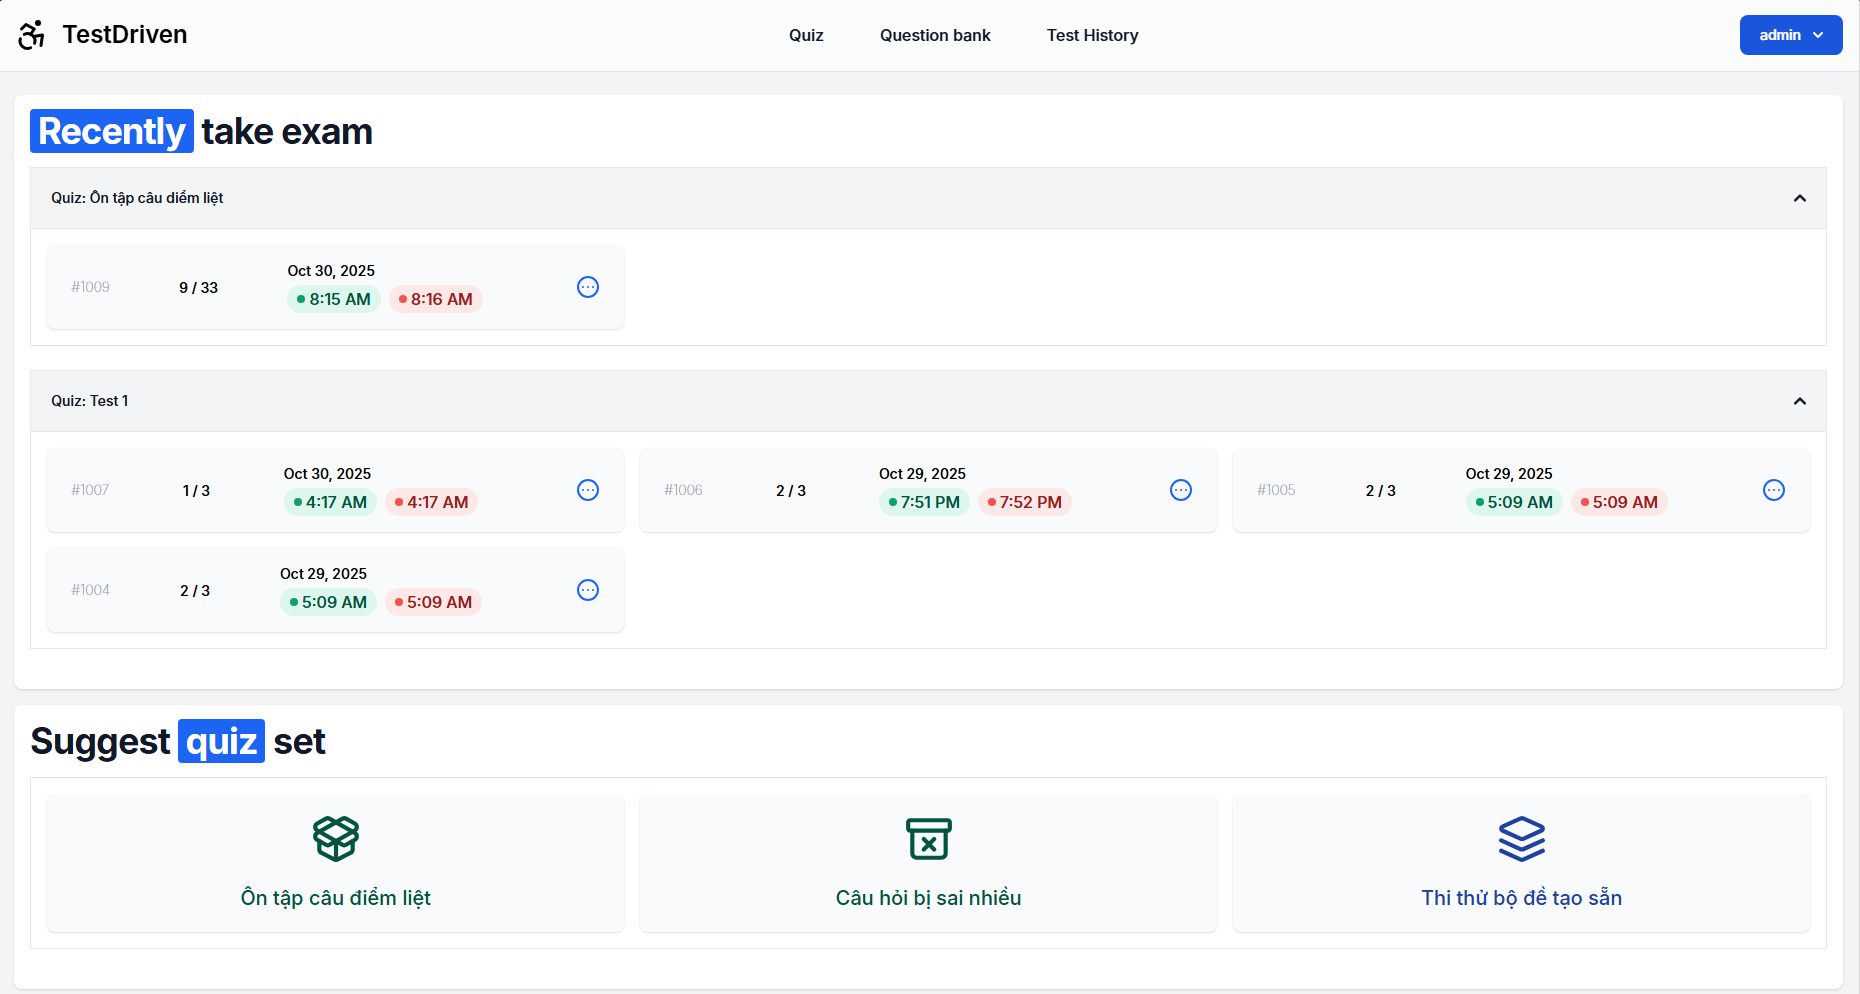 TestDriven
Quiz
Question bank
Test History
admin
Recently take exam
Quiz: Ôn tập câu diểm liệt
#1009
9 / 33
Oct 30, 2025
8:15 AM
8:16 AM
Quiz: Test 1
#1007
1 / 3
Oct 30, 2025
4:17 AM
4:17 AM
#1006
2 / 3
Oct 29, 2025
7:51 PM
7:52 PM
#1005
2 / 3
Oct 29, 2025
5:09 AM
5:09 AM
#1004
2 / 3
Oct 29, 2025
5:09 AM
5:09 AM
Suggest quiz set
Ôn tập câu điểm liệt
Câu hỏi bị sai nhiều
Thi thử bộ đề tạo sẵn